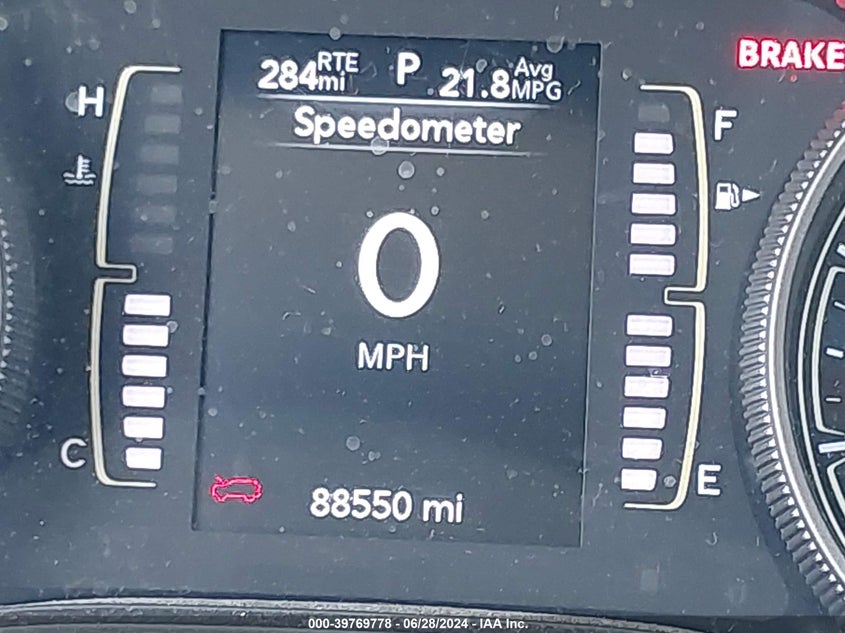 284 mi RTE P 21.8 Avg MPG
BRAKE
Speedometer
H
F
0
MPH
C
E
88550 mi
000-39769778 - 06/28/2024 - IAA Inc.